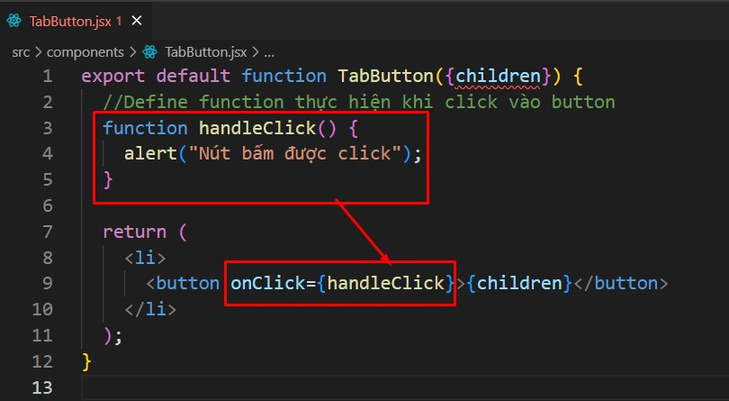 TabButton.jsx 1 ×
src > components > TabButton.jsx > ...
1 export default function TabButton({children}) {
2 //Define function thực hiện khi click vào button
3 function handleClick() {
4 alert("Nút bấm được click");
5 }
6
7 return (
8 <li>
9 <button onClick={handleClick}>{children}</button>
10 </li>
11 );
12 }
13